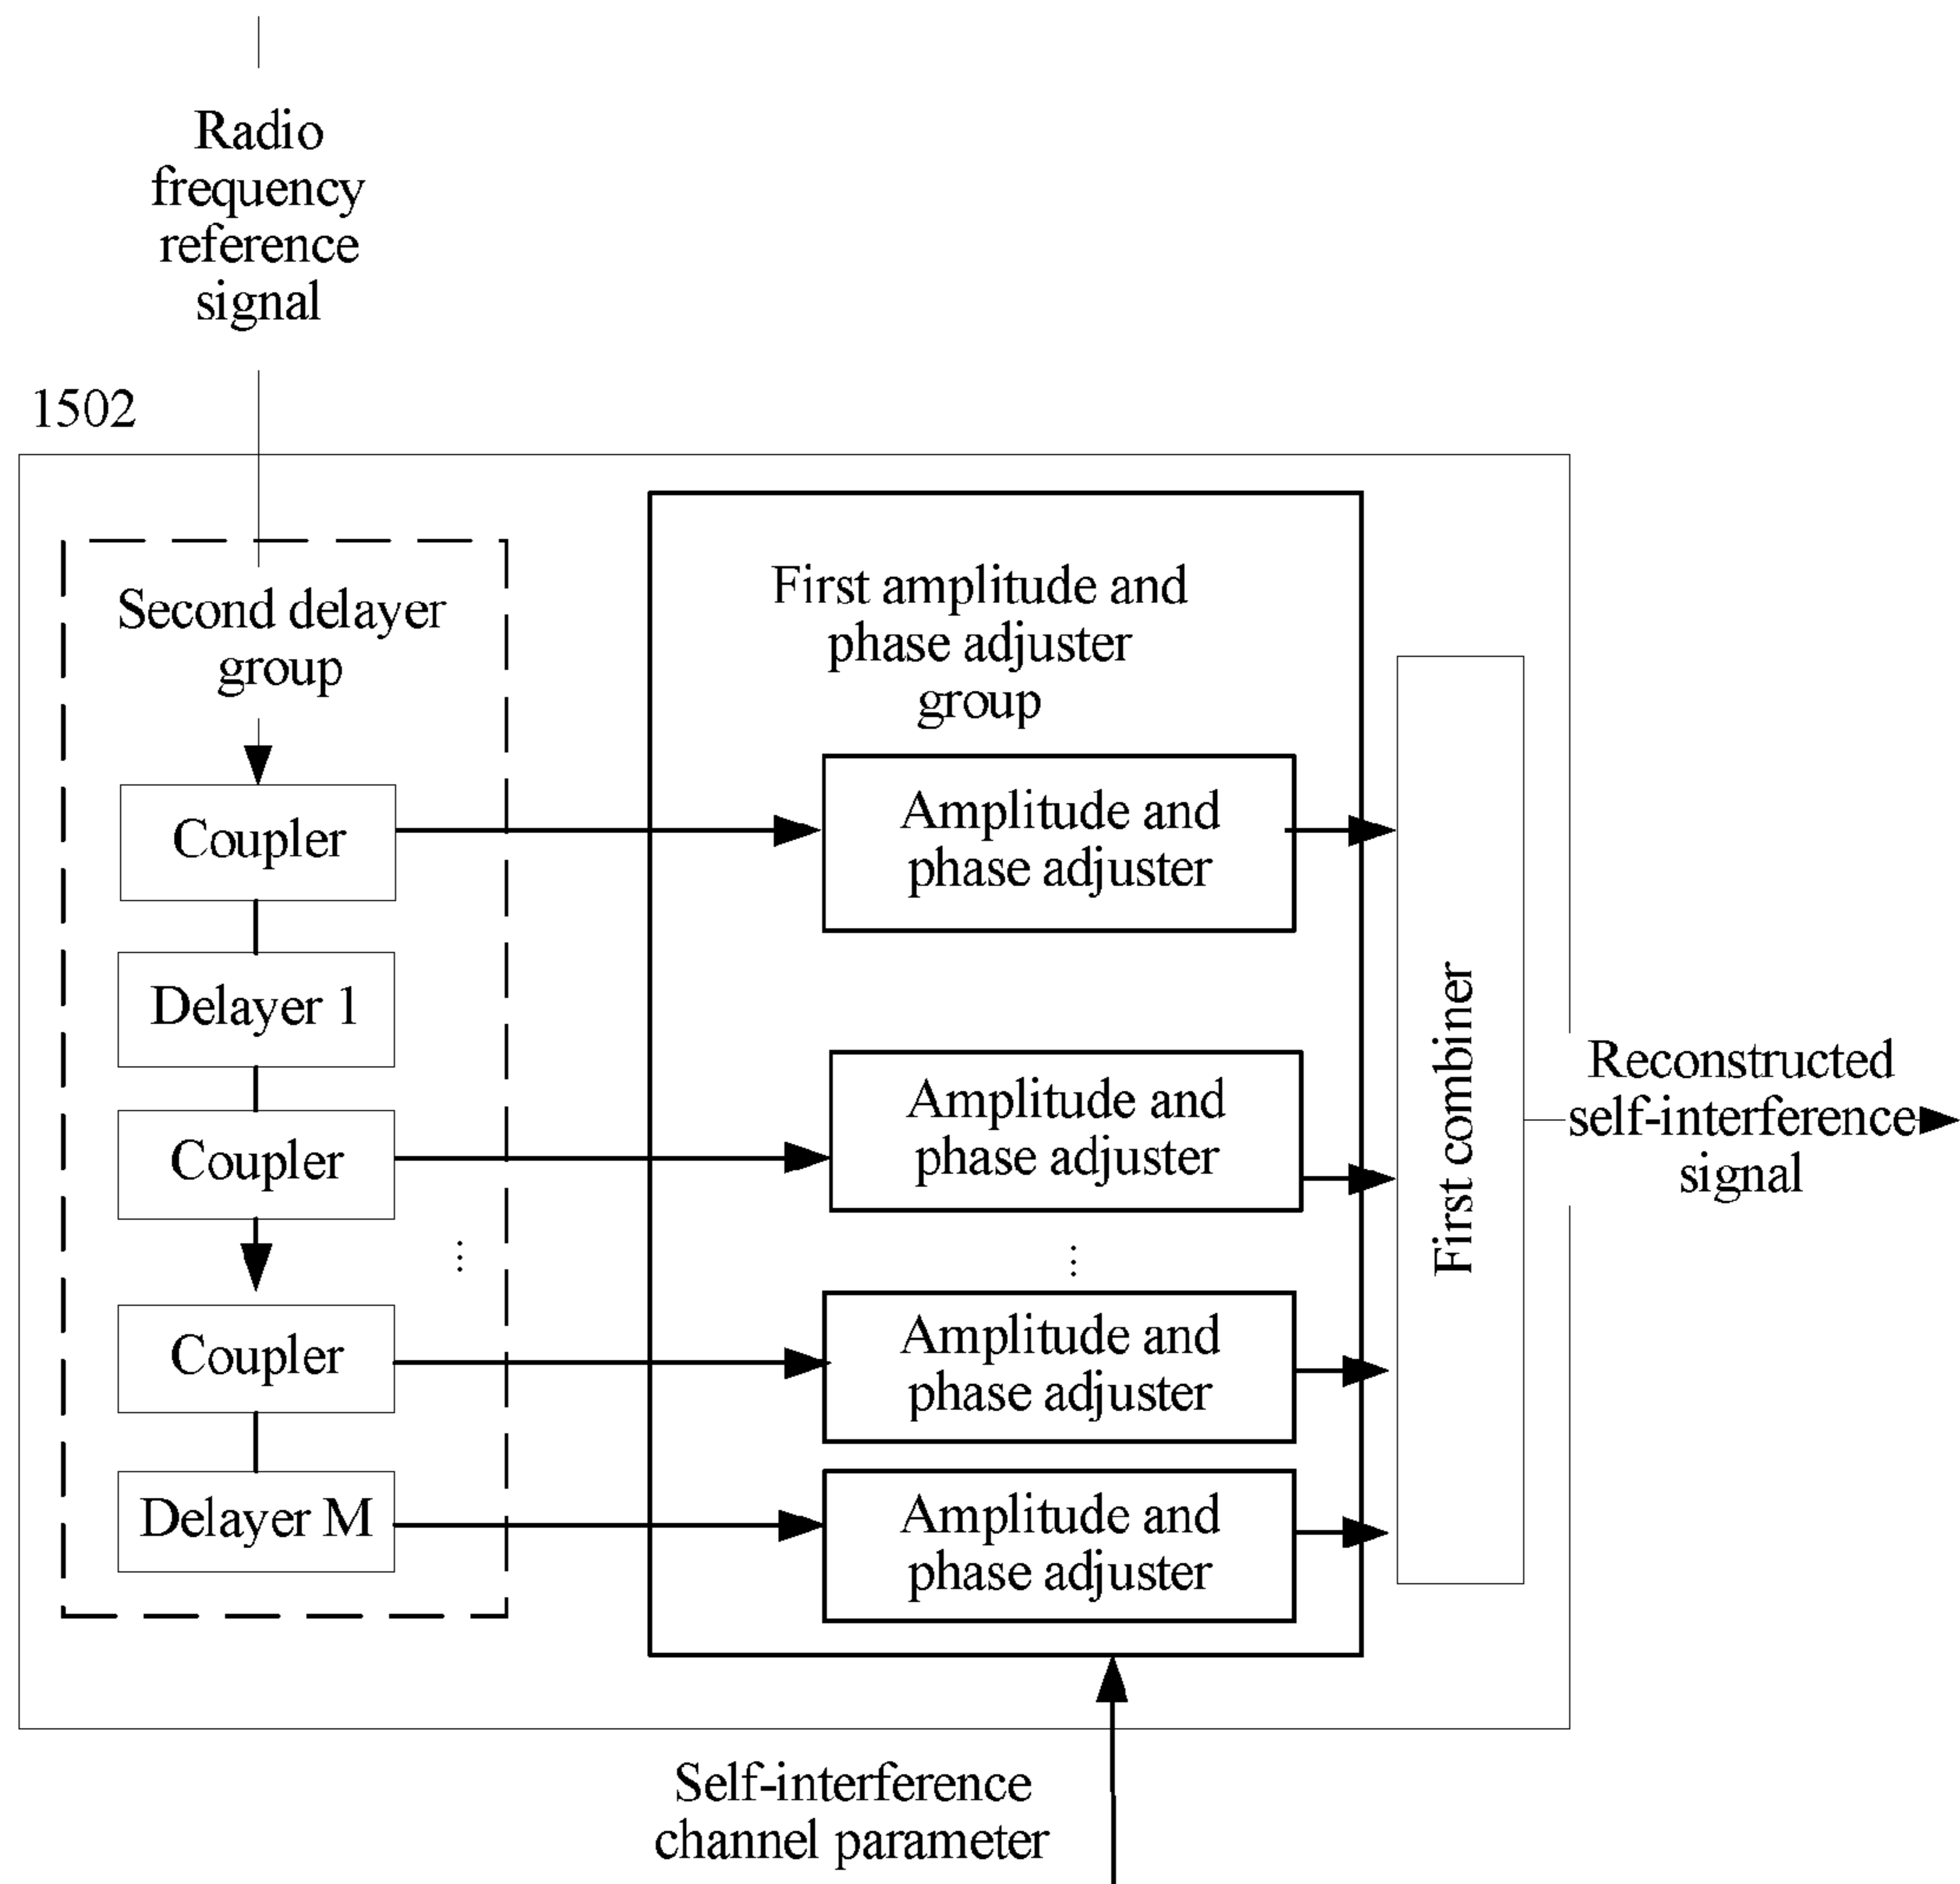 Radio
frequency
reference
signal
1502
Second delayer
group
First amplitude and
phase adjuster
group
Coupler
Amplitude and
phase adjuster
Delayer 1
Coupler
Amplitude and
phase adjuster
⋮
⋮
Coupler
Amplitude and
phase adjuster
Delayer M
Amplitude and
phase adjuster
First combiner
Reconstructed
self-interference
signal
Self-interference
channel parameter